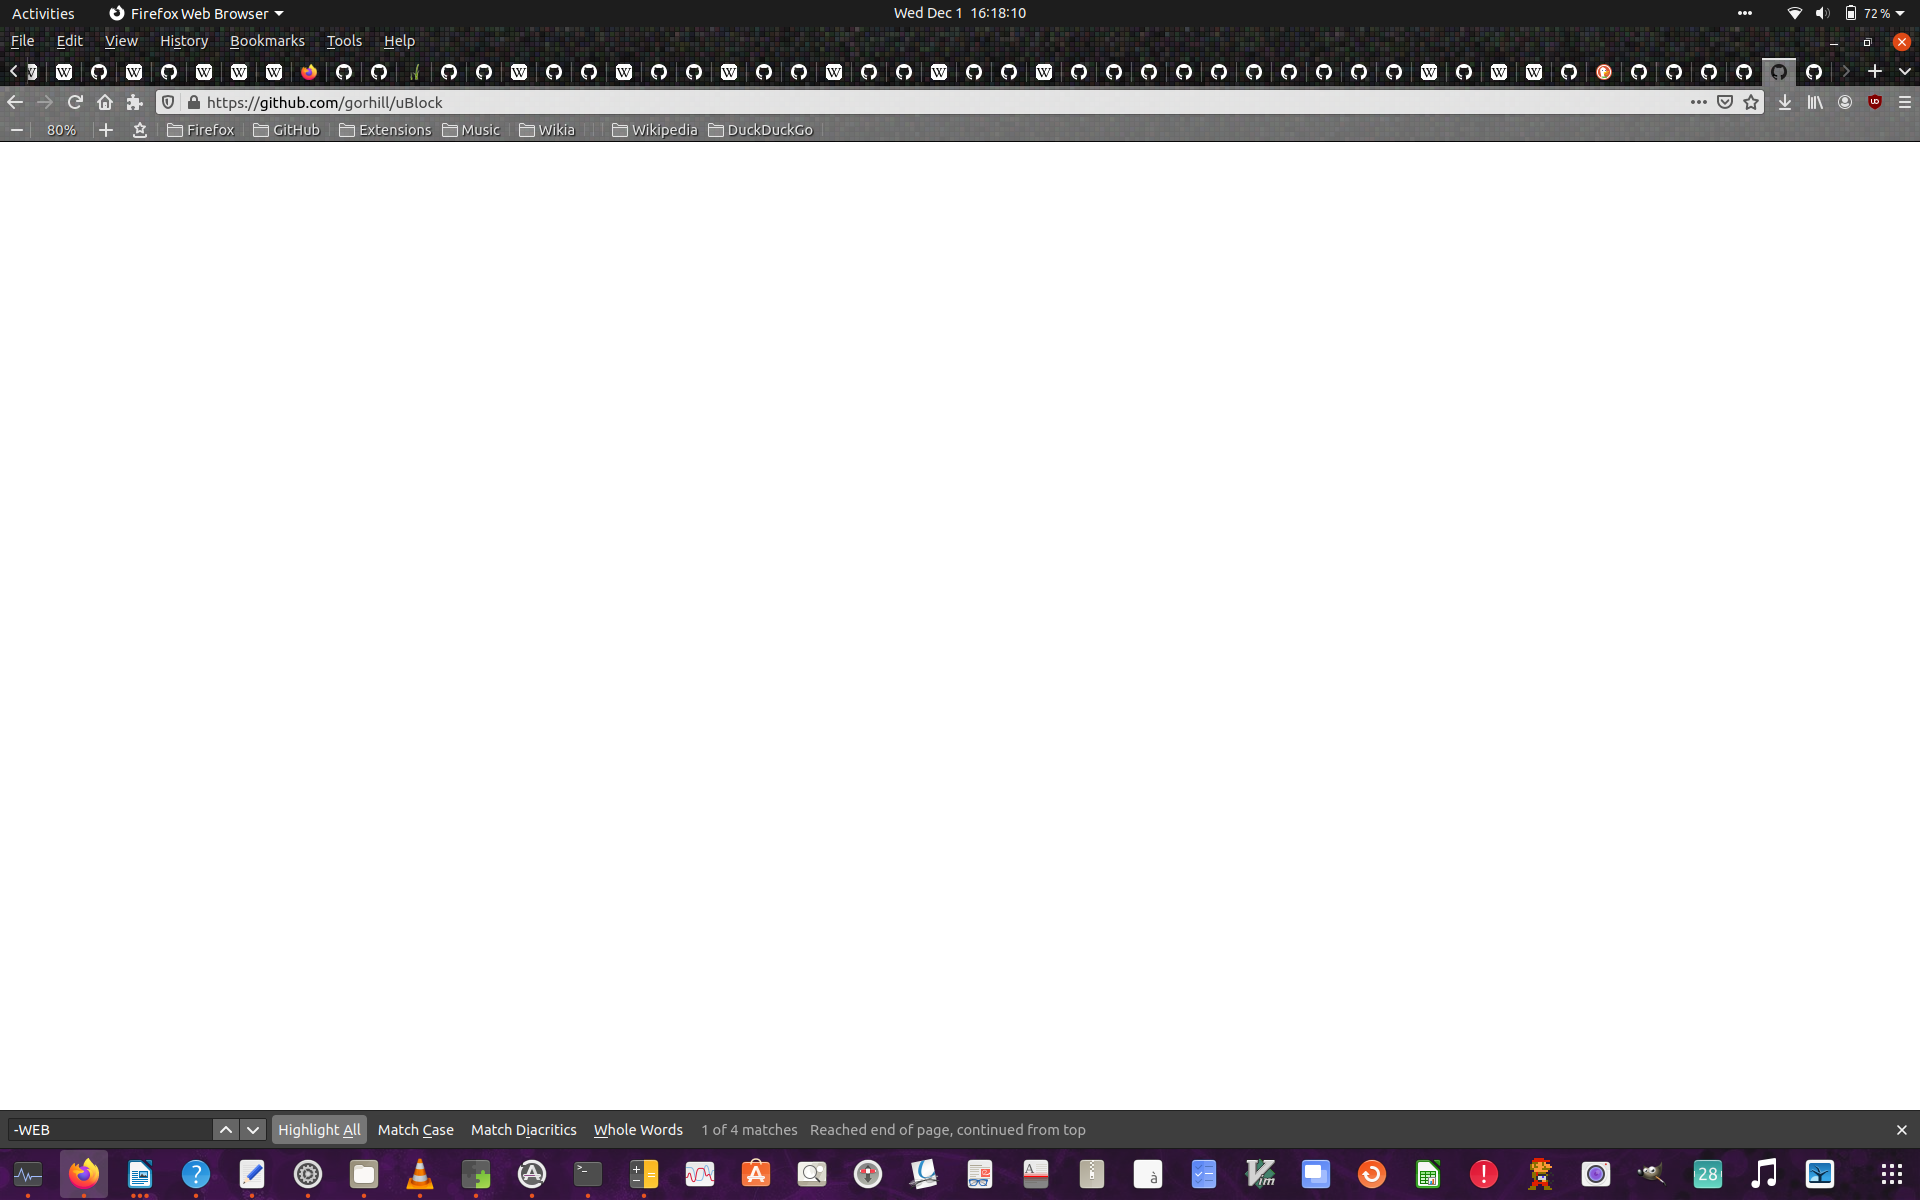 Activities Firefox Web Browser Wed Dec 1 16:18:10 72 %
File Edit View History Bookmarks Tools Help
https://github.com/gorhill/uBlock
80% Firefox GitHub Extensions Music Wikia Wikipedia DuckDuckGo
-WEB Highlight All Match Case Match Diacritics Whole Words 1 of 4 matches Reached end of page, continued from top
28